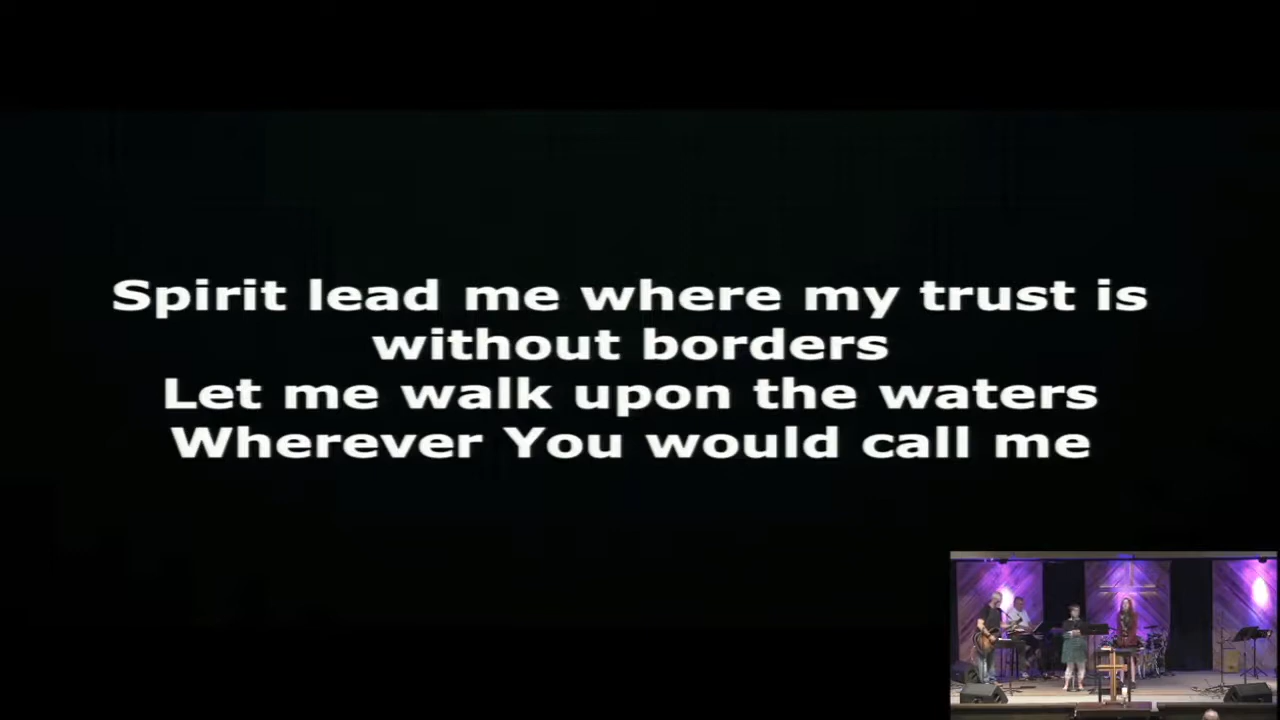 Spirit lead me where my trust is
without borders
Let me walk upon the waters
Wherever You would call me